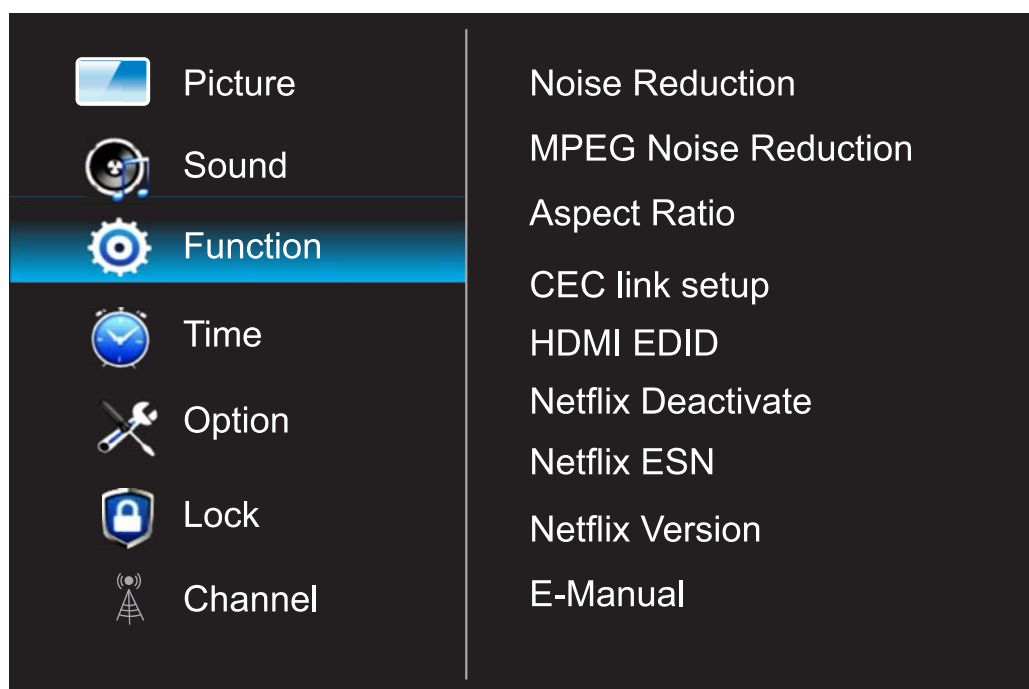 Picture
Sound
Function
Time
Option
Lock
Channel
Noise Reduction
MPEG Noise Reduction
Aspect Ratio
CEC link setup
HDMI EDID
Netflix Deactivate
Netflix ESN
Netflix Version
E-Manual